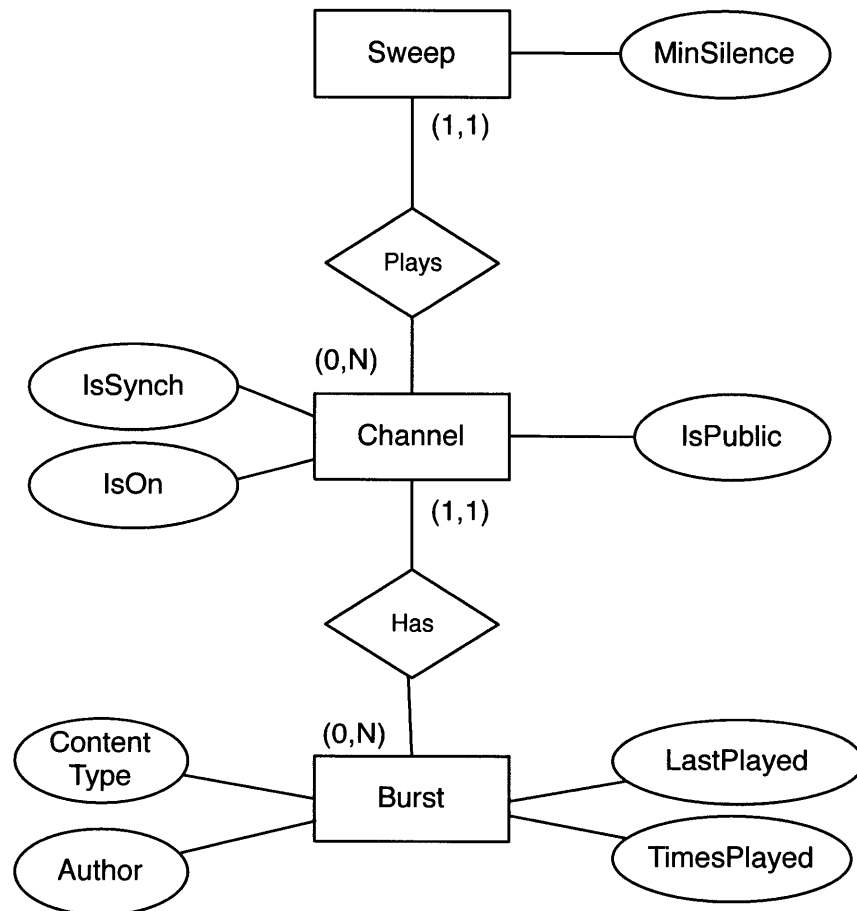 Sweep
MinSilence
(1,1)
Plays
(0,N)
IsSynch
Channel
IsPublic
IsOn
(1,1)
Has
(0,N)
Content
Type
LastPlayed
Burst
Author
TimesPlayed